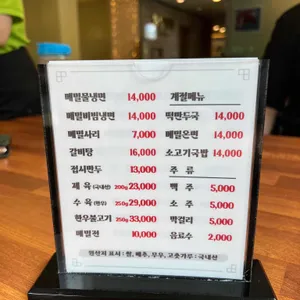 메밀물냉면 14,000
메밀비빔냉면 14,000
메밀사리 7,000
갈비탕 16,000
접시만두 13,000
제 육 (국내산) 200g 23,000
수 육 (한우) 250g 29,000
한우불고기 250g 33,000
메밀전 10,000
계절메뉴
떡만두국 14,000
메밀온면 14,000
소고기국밥 14,000
주 류
맥 주 5,000
소 주 5,000
막걸리 5,000
음료수 2,000
원산지 표시 : 쌀, 배추, 무우, 고춧가루 : 국내산